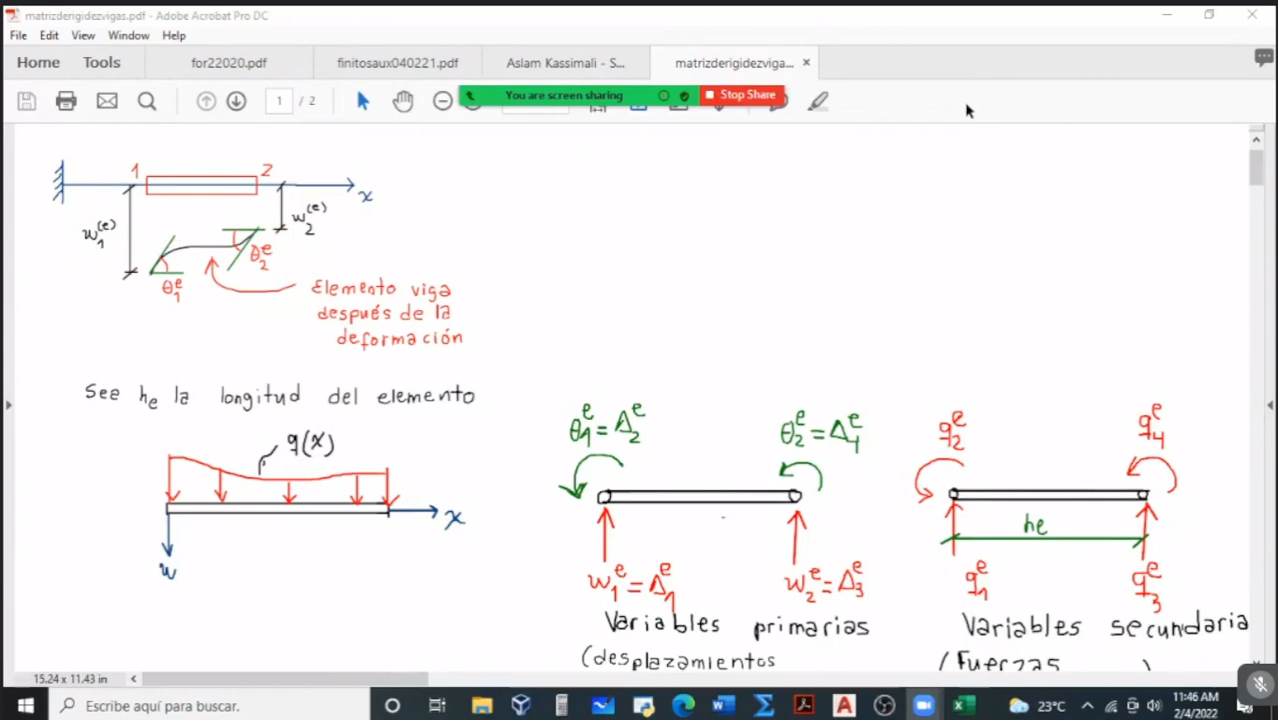 matrizderigidezvigas.pdf - Adobe Acrobat Pro DC
File Edit View Window Help
Home Tools for22020.pdf finitosaux040221.pdf Aslam Kassimali - S... matrizderigidezviga... ×
1 / 2
You are screen sharing Stop Share
1 2
x
w₁⁽ᵉ⁾ w₂⁽ᵉ⁾
θ₁ᵉ θ₂ᵉ
Elemento viga
después de la
deformación
See he la longitud del elemento
q(x)
x
w
θ₁ᵉ = Δ₂ᵉ θ₂ᵉ = Δ₄ᵉ
w₁ᵉ = Δ₁ᵉ w₂ᵉ = Δ₃ᵉ
Variables primarias
(desplazamientos
q₂ᵉ q₄ᵉ
he
q₁ᵉ q₃ᵉ
Variables secundaria
(Fuerzas )
15.24 x 11.43 in
Escribe aquí para buscar.
23°C
11:46 AM
2/4/2022